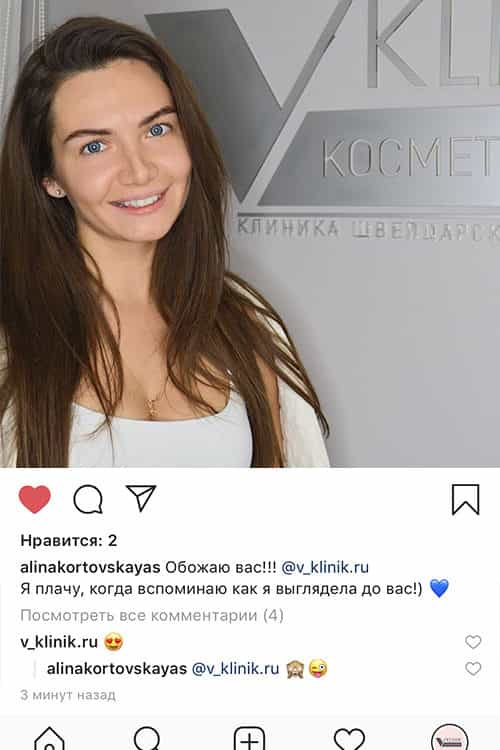 KLI
КОСМЕТ
КЛИНИКА ШВЕЙЦАРСК
Нравится: 2
alinakortovskayas Обожаю вас!!! @v_klinik.ru
Я плачу, когда вспоминаю как я выглядела до вас!) 💙
Посмотреть все комментарии (4)
v_klinik.ru 😍
alinakortovskayas @v_klinik.ru 🙈😜
3 минут назад